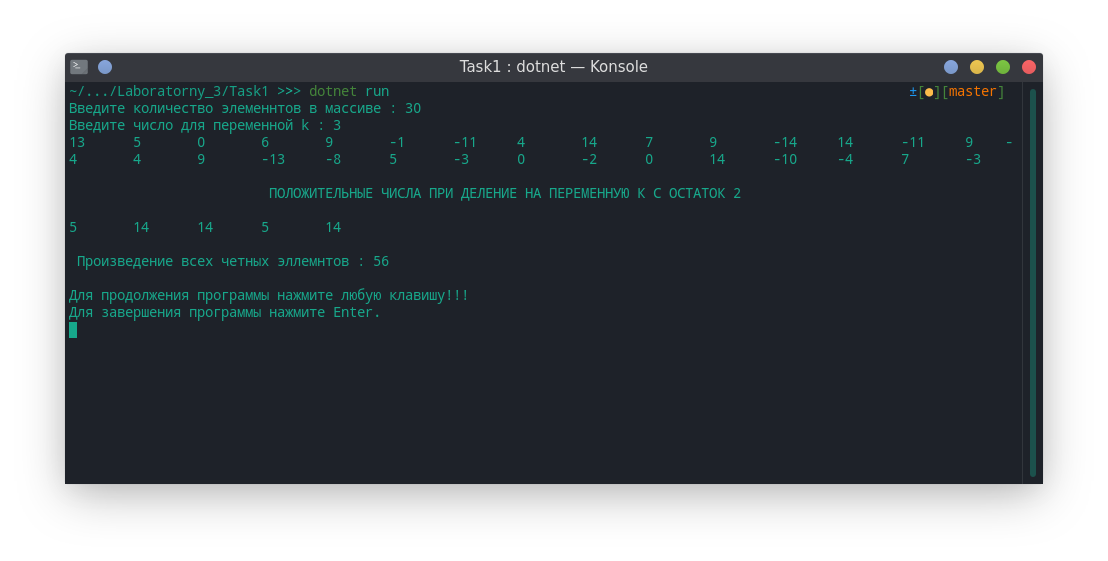 Task1 : dotnet — Konsole
~/.../Laboratorny_3/Task1 >>> dotnet run ±[●][master]
Введите количество элеменнтов в массиве : 30
Введите число для переменной k : 3
13 5 0 6 9 -1 -11 4 14 7 9 -14 14 -11 9 -
4 4 9 -13 -8 5 -3 0 -2 0 14 -10 -4 7 -3
ПОЛОЖИТЕЛЬНЫЕ ЧИСЛА ПРИ ДЕЛЕНИЕ НА ПЕРЕМЕННУЮ К С ОСТАТОК 2
5 14 14 5 14
Произведение всех четных эллемнтов : 56
Для продолжения программы нажмите любую клавишу!!!
Для завершения программы нажмите Enter.